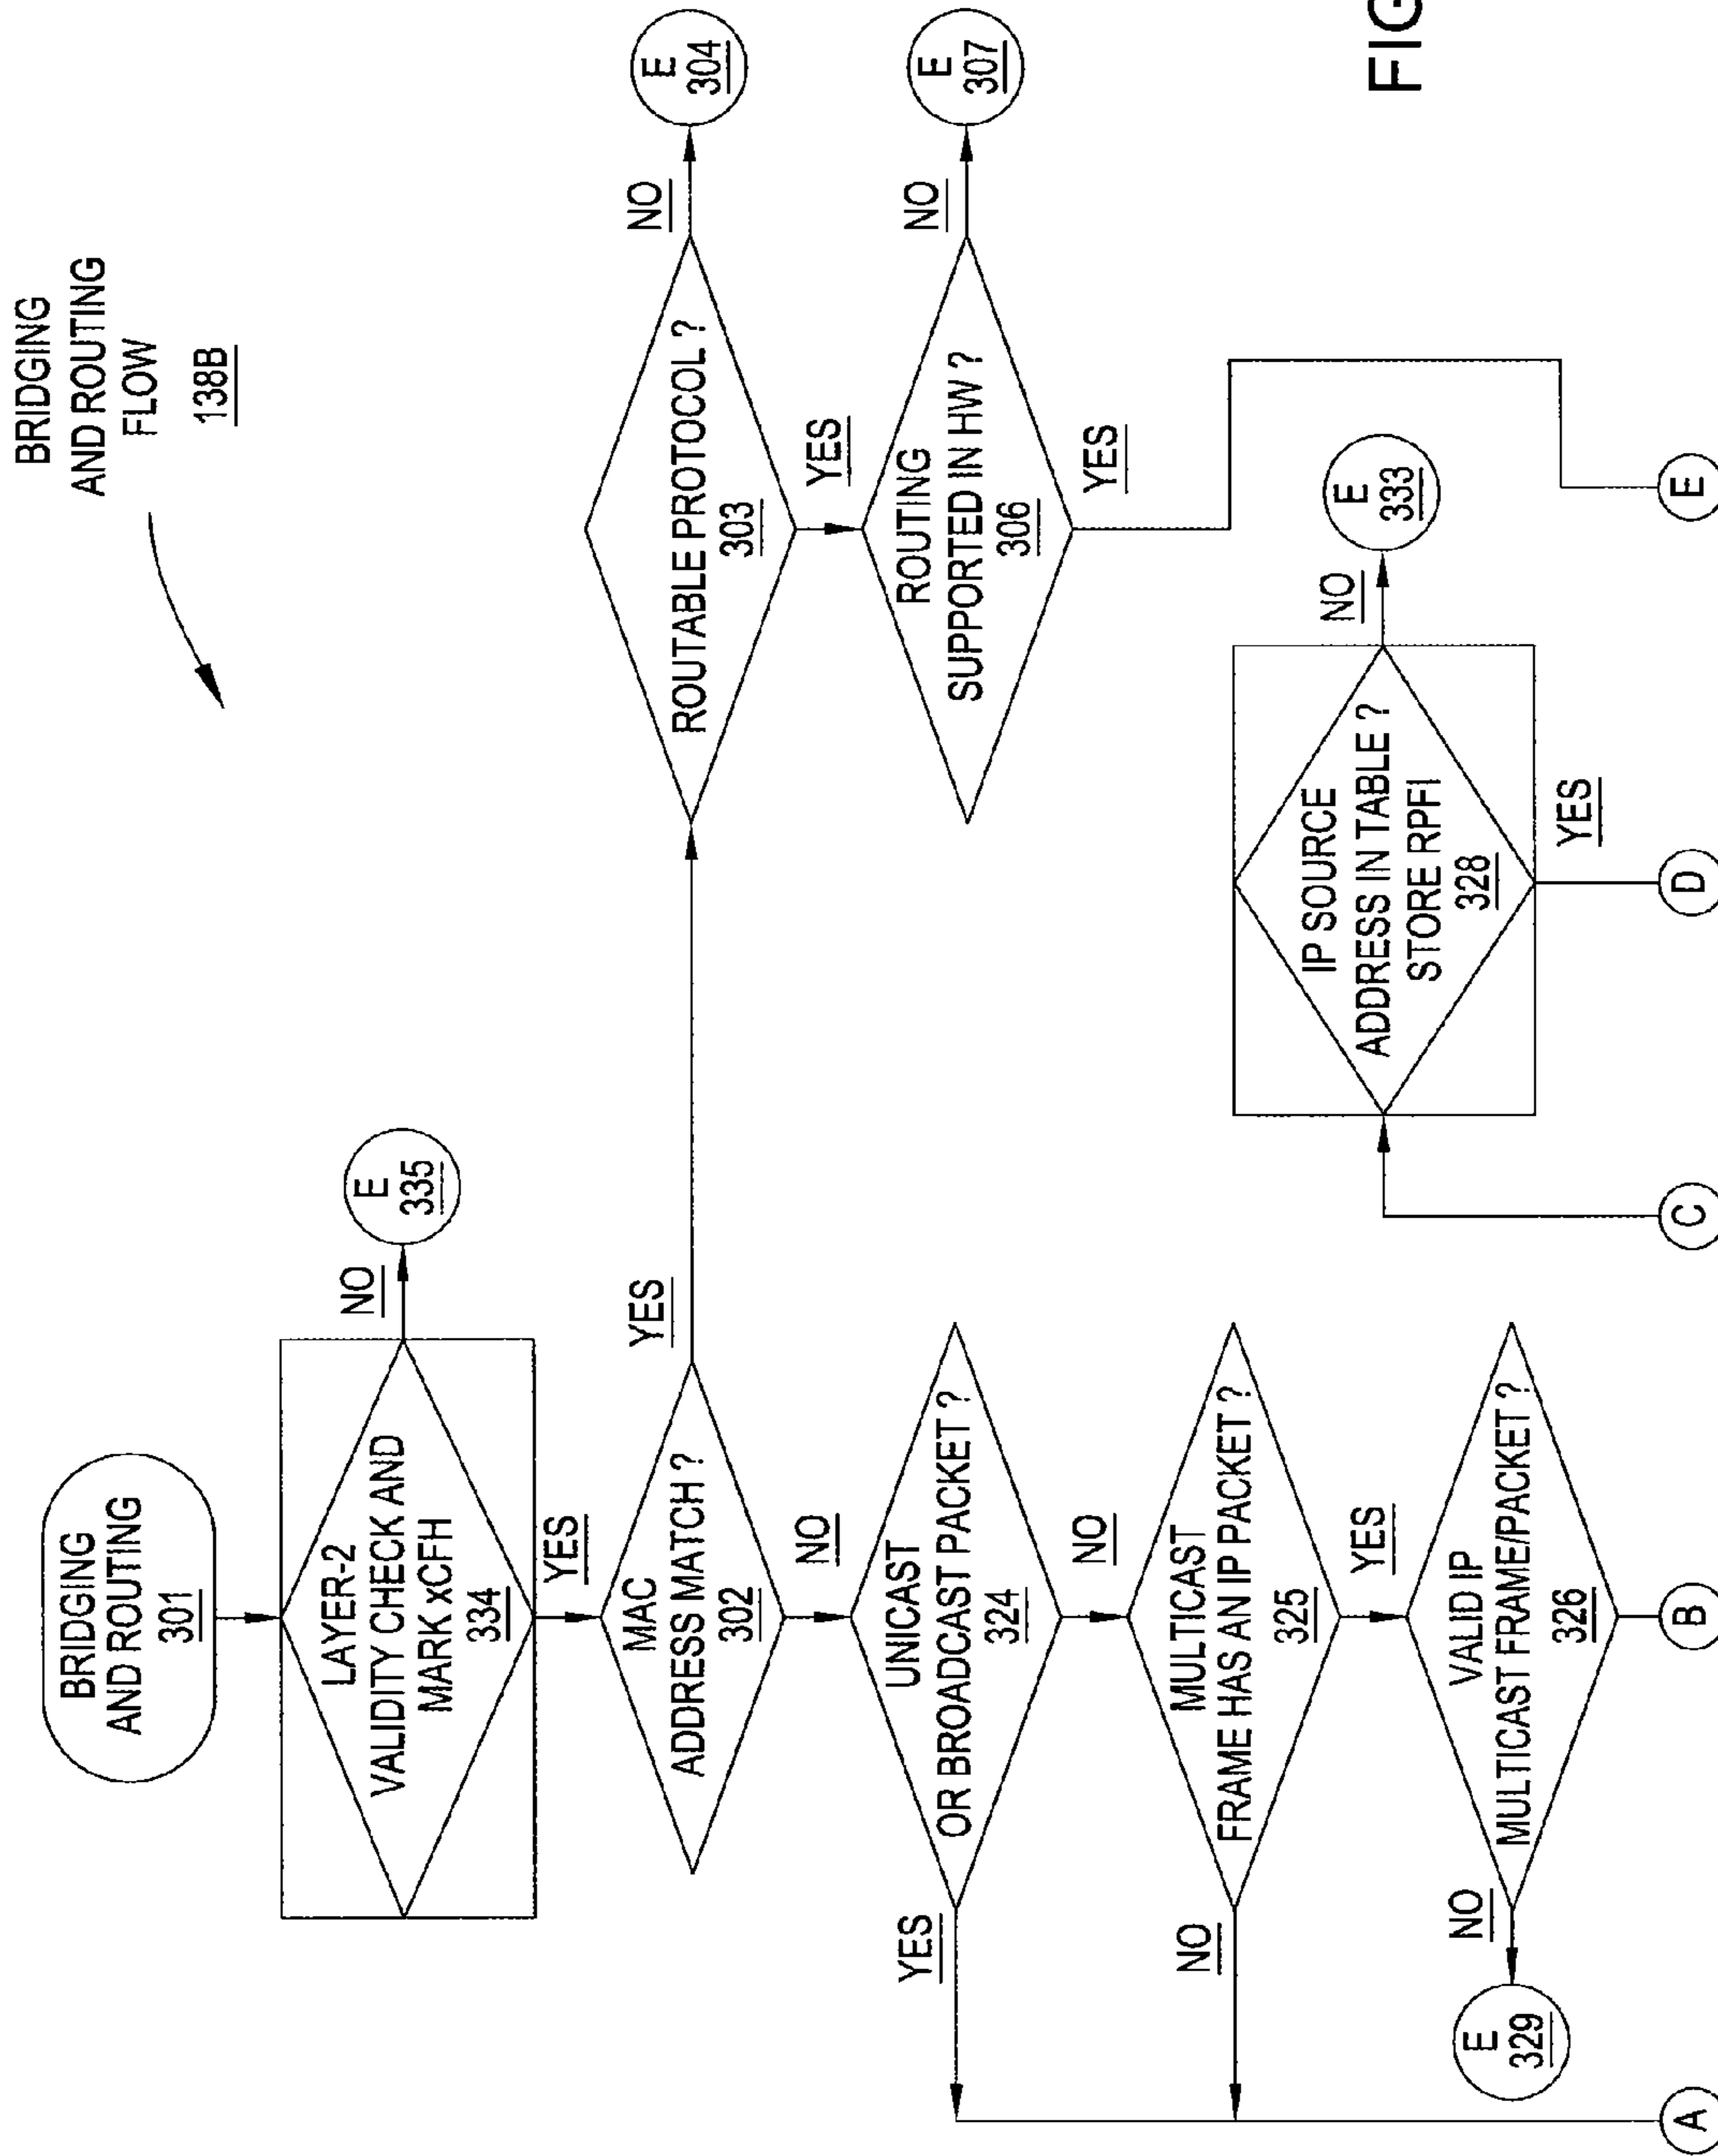 BRIDGING
AND ROUTING
FLOW
138B
BRIDGING
AND ROUTING
301
LAYER-2
VALIDITY CHECK AND
MARK xCFH
334
NO
E
335
YES
MAC
ADDRESS MATCH ?
302
YES
NO
ROUTABLE PROTOCOL ?
303
NO
E
304
YES
ROUTING
SUPPORTED IN HW ?
306
NO
E
307
YES
UNICAST
OR BROADCAST PACKET ?
324
YES
NO
MULTICAST
FRAME HAS AN IP PACKET ?
325
NO
YES
VALID IP
MULTICAST FRAME/PACKET ?
326
NO
E
329
IP SOURCE
ADDRESS IN TABLE ?
STORE RPFI
328
NO
E
333
YES
A
B
C
D
E
FIG